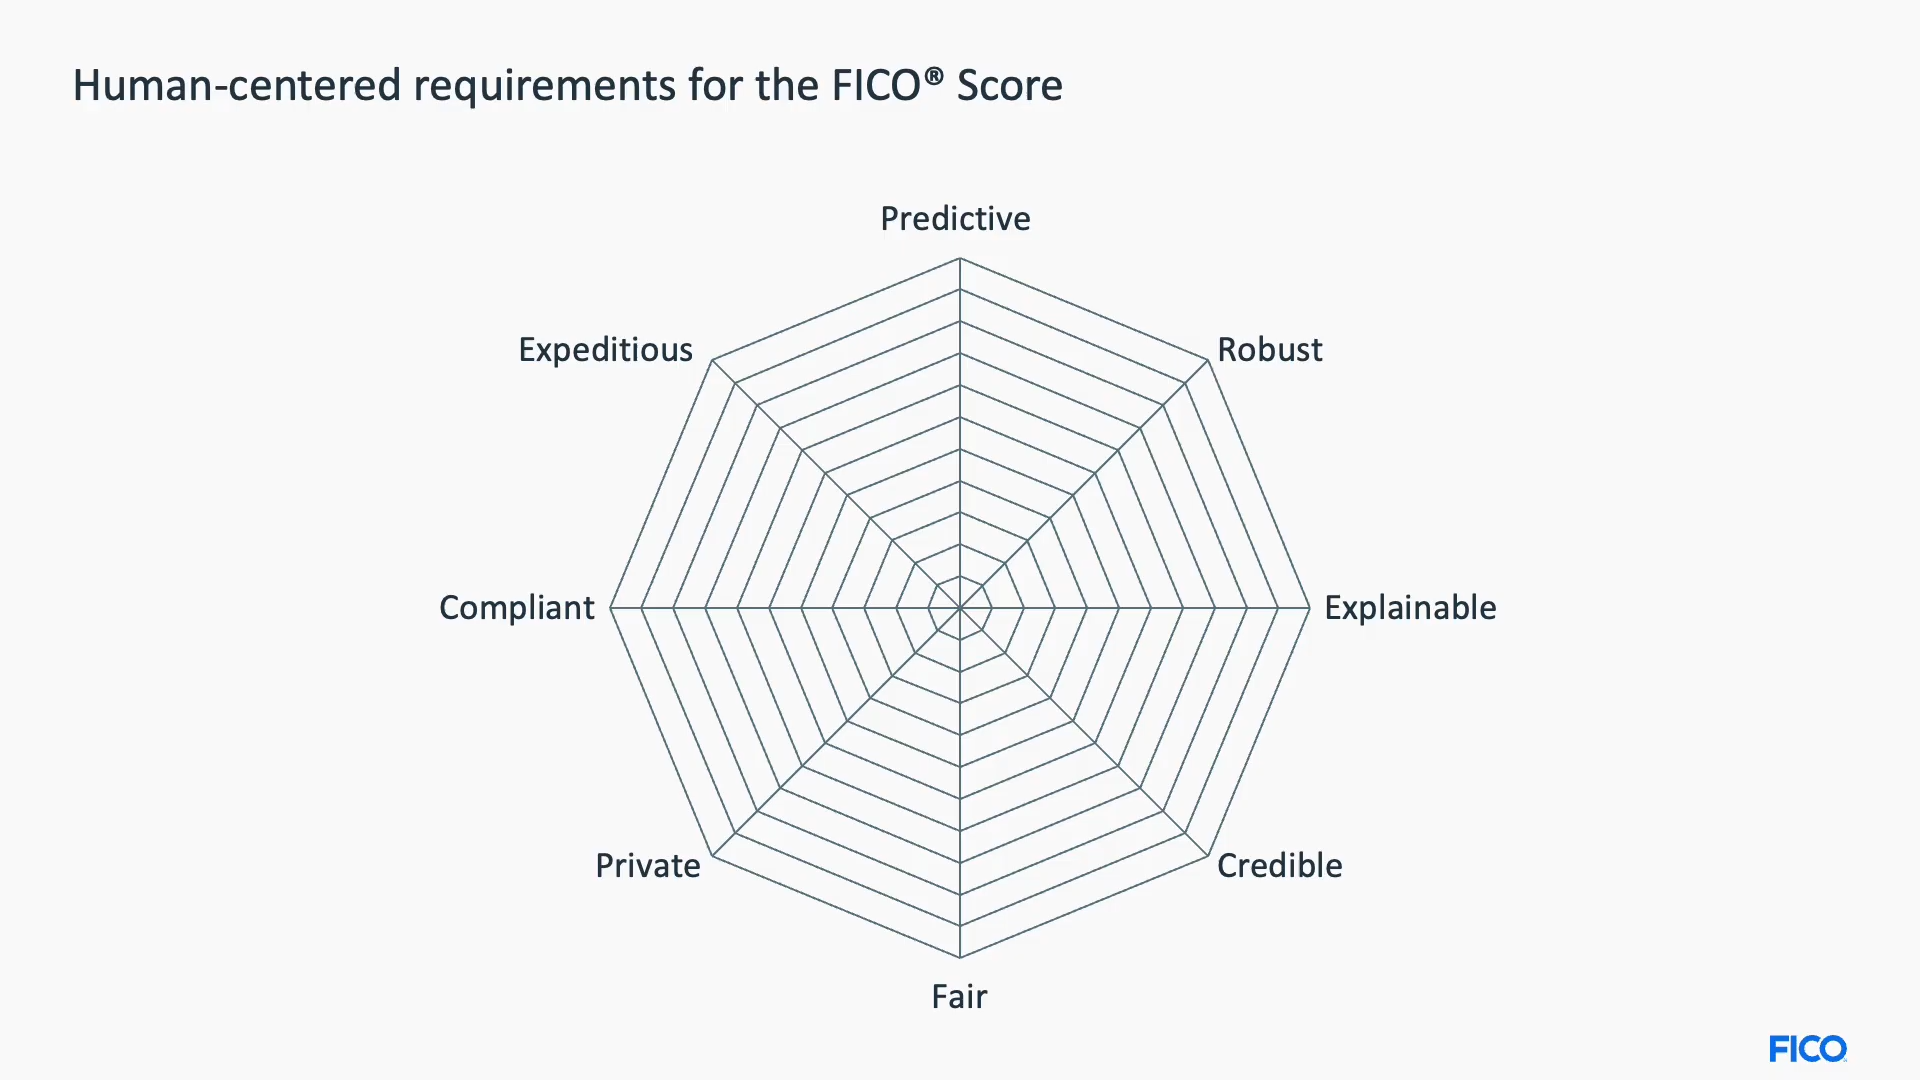 Human-centered requirements for the FICO® Score
Predictive
Expeditious
Robust
Compliant
Explainable
Private
Credible
Fair
FICO